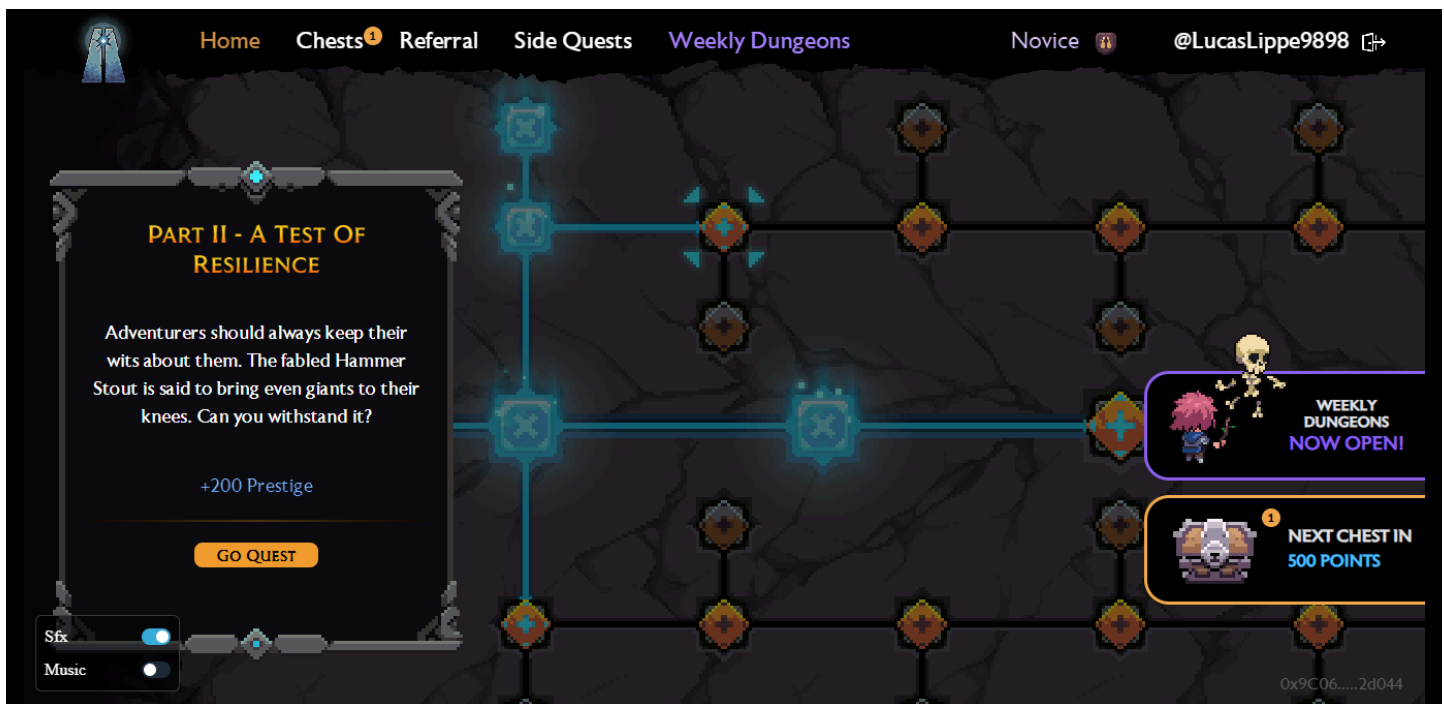 Home Chests 1 Referral Side Quests Weekly Dungeons Novice @LucasLippe9898
PART II - A TEST OF
RESILIENCE
Adventurers should always keep their
wits about them. The fabled Hammer
Stout is said to bring even giants to their
knees. Can you withstand it?
+200 Prestige
GO QUEST
WEEKLY
DUNGEONS
NOW OPEN!
1
NEXT CHEST IN
500 POINTS
Sfx
Music
0x9C06.....2d044